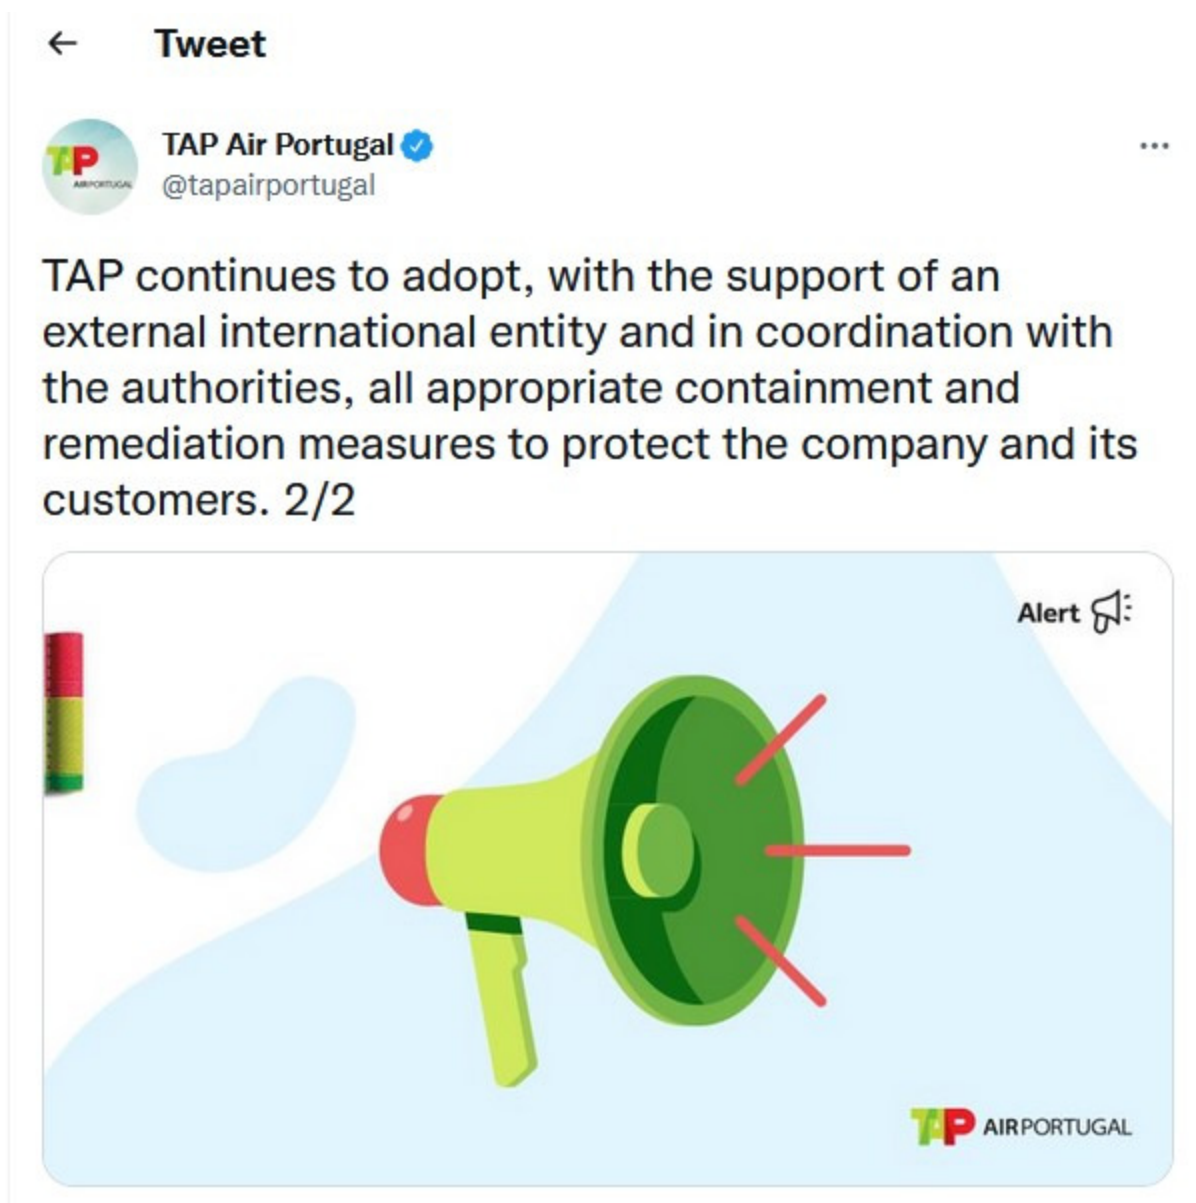 Tweet
TAP
AIRPORTUGAL
TAP Air Portugal
@tapairportugal
TAP continues to adopt, with the support of an
external international entity and in coordination with
the authorities, all appropriate containment and
remediation measures to protect the company and its
customers. 2/2
Alert
TAP AIRPORTUGAL